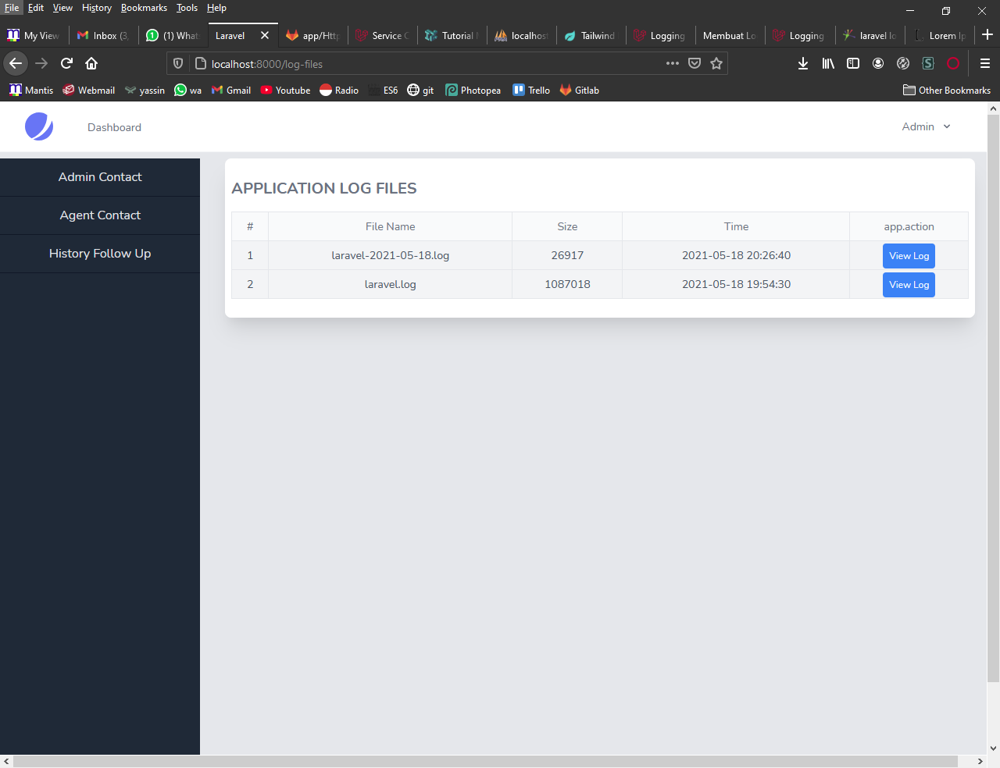 File Edit View History Bookmarks Tools Help
My View Inbox (3, (1) What Laravel app/Http Service C Tutorial localhost Tailwind Logging Membuat Lo Logging laravel lo Lorem Ip
localhost:8000/log-files
Mantis Webmail yassin wa Gmail Youtube Radio ES6 git Photopea Trello Gitlab Other Bookmarks
Dashboard Admin
Admin Contact
Agent Contact
History Follow Up
APPLICATION LOG FILES
# File Name Size Time app.action
1 laravel-2021-05-18.log 26917 2021-05-18 20:26:40 View Log
2 laravel.log 1087018 2021-05-18 19:54:30 View Log